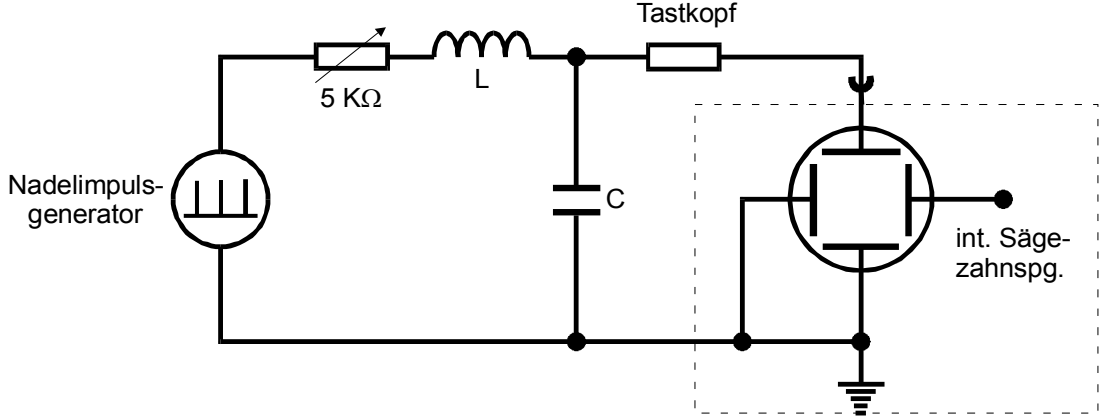 Tastkopf
5 KΩ
L
Nadelimpuls-
generator
C
int. Säge-
zahnspg.